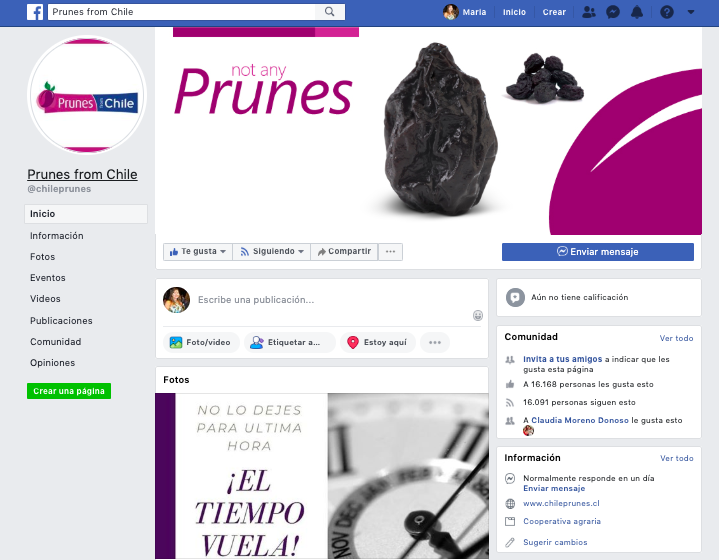 Prunes from Chile
Maria Inicio Crear
Prunes from Chile
not any
Prunes
Prunes from Chile
@chileprunes
Inicio
Información
Fotos
Eventos
Videos
Publicaciones
Comunidad
Opiniones
Crear una página
Te gusta Siguiendo Compartir ...
Enviar mensaje
Escribe una publicación...
Foto/video Etiquetar a... Estoy aquí ...
Fotos
NO LO DEJES
PARA ULTIMA
HORA
¡EL
TIEMPO
VUELA!
NOV DEC JAN FEB MAR
Aún no tiene calificación
Comunidad Ver todo
Invita a tus amigos a indicar que les
gusta esta página
A 16.168 personas les gusta esto
16.091 personas siguen esto
A Claudia Moreno Donoso le gusta esto
Información Ver todo
Normalmente responde en un día
Enviar mensaje
www.chileprunes.cl
Cooperativa agraria
Sugerir cambios